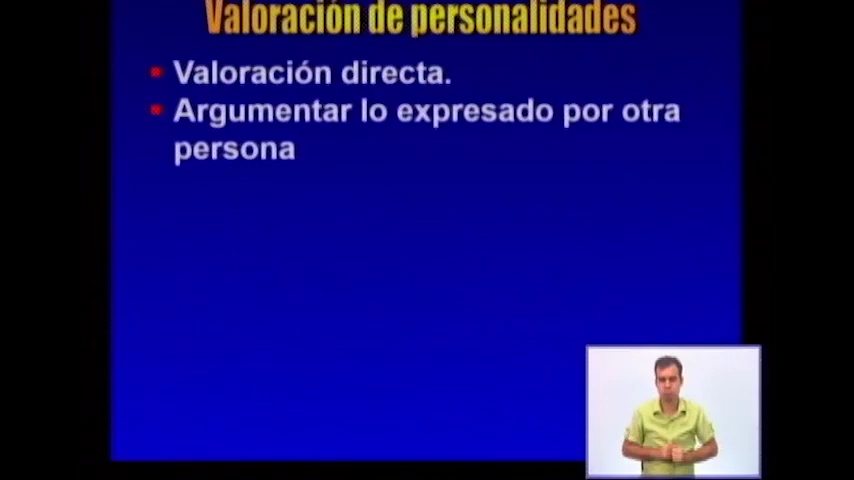 Valoración de personalidades
Valoración directa.
Argumentar lo expresado por otra
persona